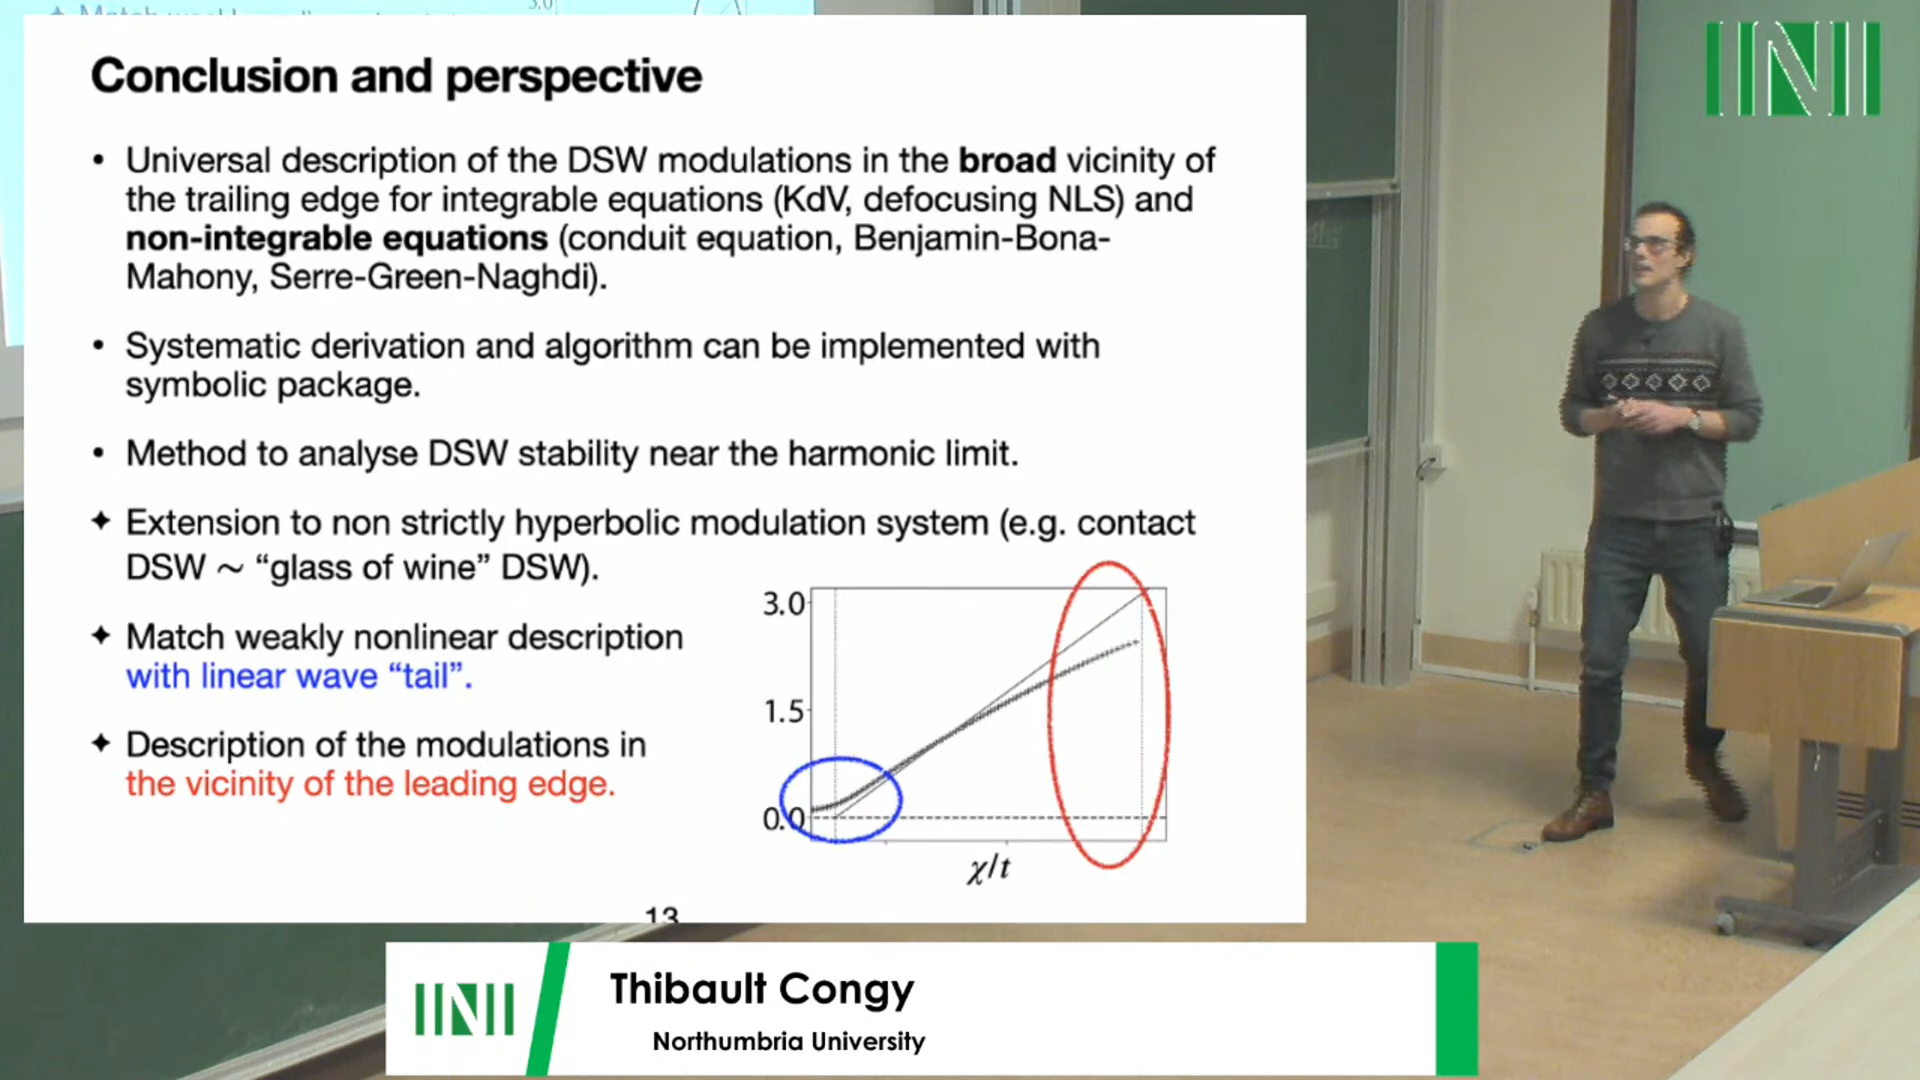 Conclusion and perspective
• Universal description of the DSW modulations in the broad vicinity of
the trailing edge for integrable equations (KdV, defocusing NLS) and
non-integrable equations (conduit equation, Benjamin-Bona-
Mahony, Serre-Green-Naghdi).
• Systematic derivation and algorithm can be implemented with
symbolic package.
• Method to analyse DSW stability near the harmonic limit.
✦ Extension to non strictly hyperbolic modulation system (e.g. contact
DSW ∼ “glass of wine” DSW).
✦ Match weakly nonlinear description
with linear wave “tail”.
✦ Description of the modulations in
the vicinity of the leading edge.
3.0
1.5
0.0
χ/t
13
INI
INI
Thibault Congy
Northumbria University